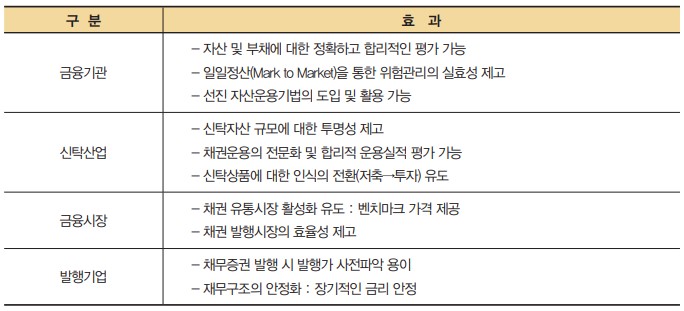 구 분 효 과
금융기관
– 자산 및 부채에 대한 정확하고 합리적인 평가 가능
– 일일정산(Mark to Market)을 통한 위험관리의 실효성 제고
– 선진 자산운용기법의 도입 및 활용 가능
신탁산업
– 신탁자산 규모에 대한 투명성 제고
– 채권운용의 전문화 및 합리적 운용실적 평가 가능
– 신탁상품에 대한 인식의 전환(저축→투자) 유도
금융시장
– 채권 유통시장 활성화 유도 : 벤치마크 가격 제공
– 채권 발행시장의 효율성 제고
발행기업
– 채무증권 발행 시 발행가 사전파악 용이
– 재무구조의 안정화 : 장기적인 금리 안정